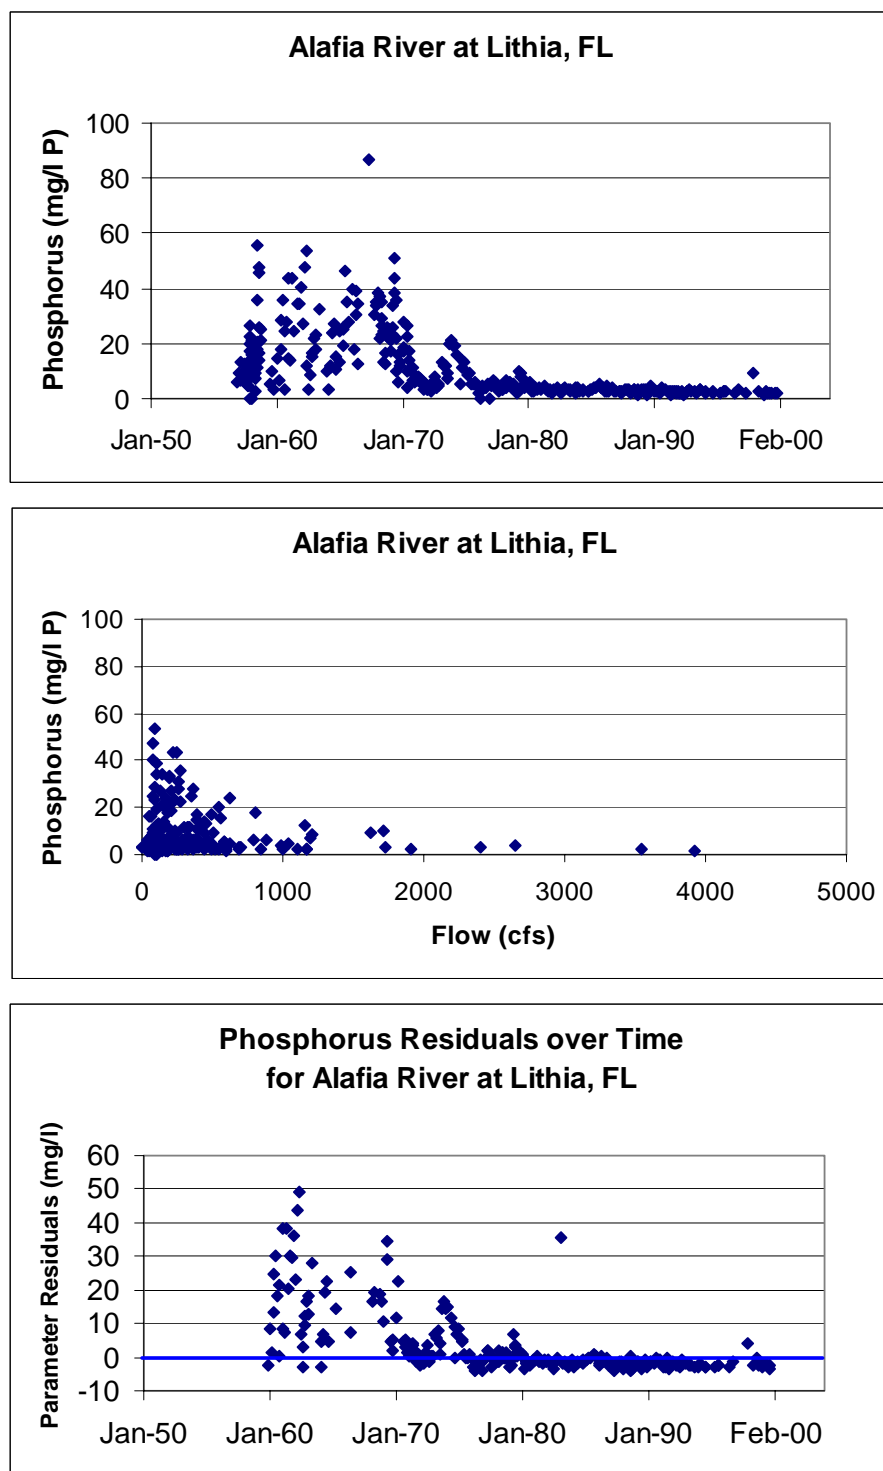 Alafia River at Lithia, FL
Phosphorus (mg/l P)
100
80
60
40
20
0
Jan-50 Jan-60 Jan-70 Jan-80 Jan-90 Feb-00
Alafia River at Lithia, FL
Phosphorus (mg/l P)
100
80
60
40
20
0
0 1000 2000 3000 4000 5000
Flow (cfs)
Phosphorus Residuals over Time
for Alafia River at Lithia, FL
Parameter Residuals (mg/l)
60
50
40
30
20
10
0
-10
Jan-50 Jan-60 Jan-70 Jan-80 Jan-90 Feb-00